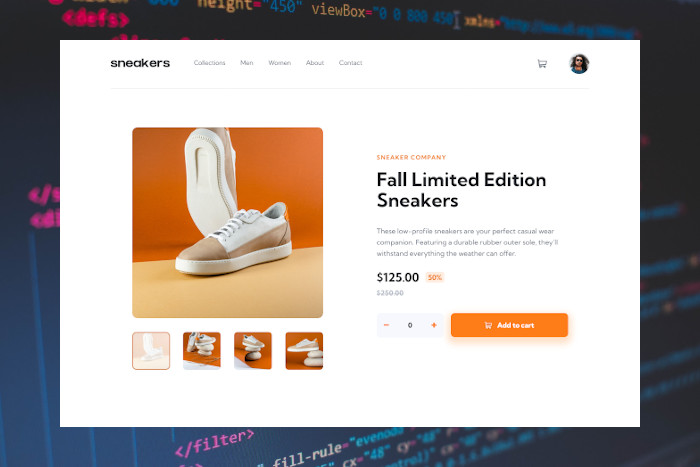 height="450" viewBox="0 0 800 450" xmlns="http://www
<defs>
sneakers
Collections Men Women About Contact
SNEAKER COMPANY
Fall Limited Edition
Sneakers
These low-profile sneakers are your perfect casual wear
companion. Featuring a durable rubber outer sole, they'll
withstand everything the weather can offer.
$125.00 50%
$250.00
− 0 +
Add to cart
</filter>
fill-rule="evenodd
cx="48"